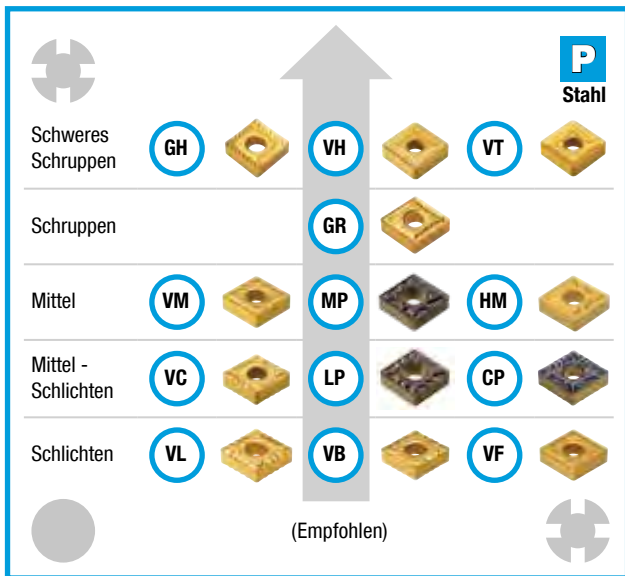 P
Stahl
Schweres
Schruppen
GH
VH
VT
Schruppen
GR
Mittel
VM
MP
HM
Mittel -
Schlichten
VC
LP
CP
Schlichten
VL
VB
VF
(Empfohlen)